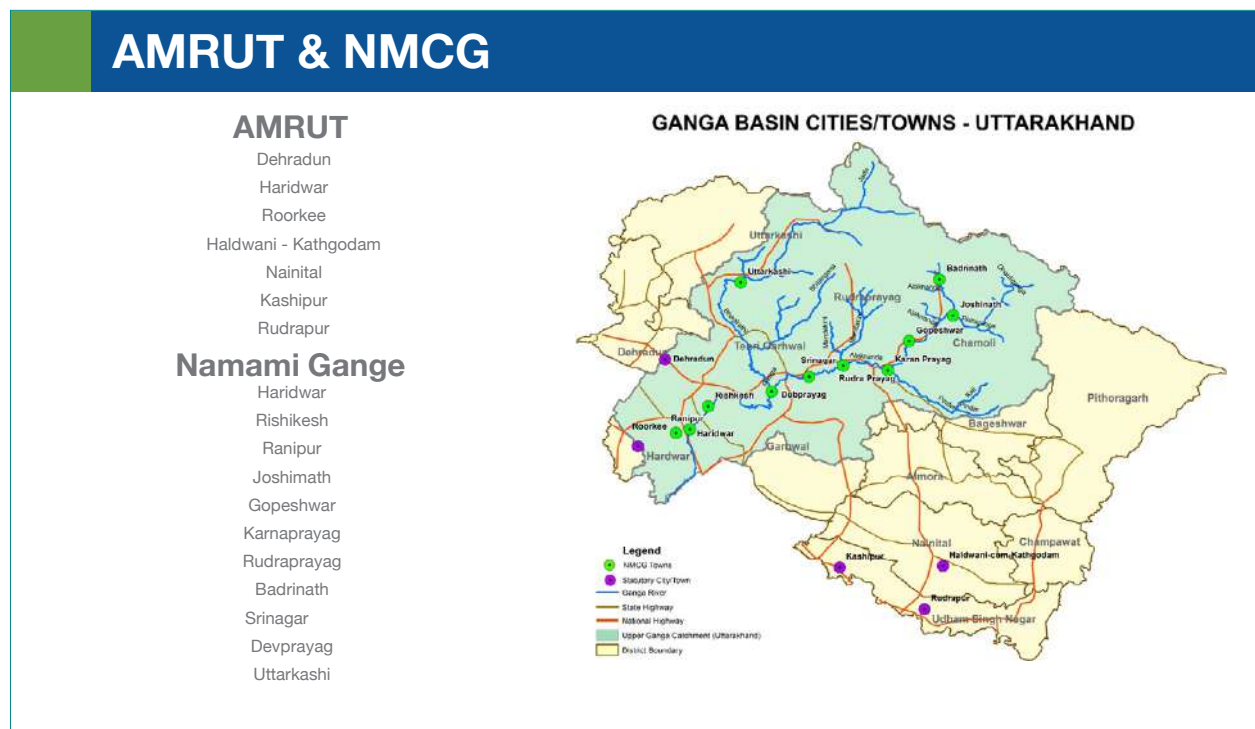 AMRUT & NMCG
AMRUT
Dehradun
Haridwar
Roorkee
Haldwani - Kathgodam
Nainital
Kashipur
Rudrapur
Namami Gange
Haridwar
Rishikesh
Ranipur
Joshimath
Gopeshwar
Karnaprayag
Rudraprayag
Badrinath
Srinagar
Devprayag
Uttarkashi
GANGA BASIN CITIES/TOWNS - UTTARAKHAND
Uttarkashi
Uttarkashi
Badrinath
Rudraprayag
Joshinath
Gopeshwar
Chamoli
Tehri Garhwal
Srinagar
Alaknanda
Karan Prayag
Dehradun
Dehradun
Rudra Prayag
Rishikesh
Debprayag
Pithoragarh
Ranipur
Roorkee
Haridwar
Bageshwar
Hardwar
Garhwal
Almora
Nainital
Champawat
Kashipur
Haldwani-cum-Kathgodam
Rudrapur
Udham Singh Nagar
Legend
NMCG Towns
Statutory City/Town
Ganga River
State Highway
National Highway
Upper Ganga Catchment (Uttarakhand)
District Boundary